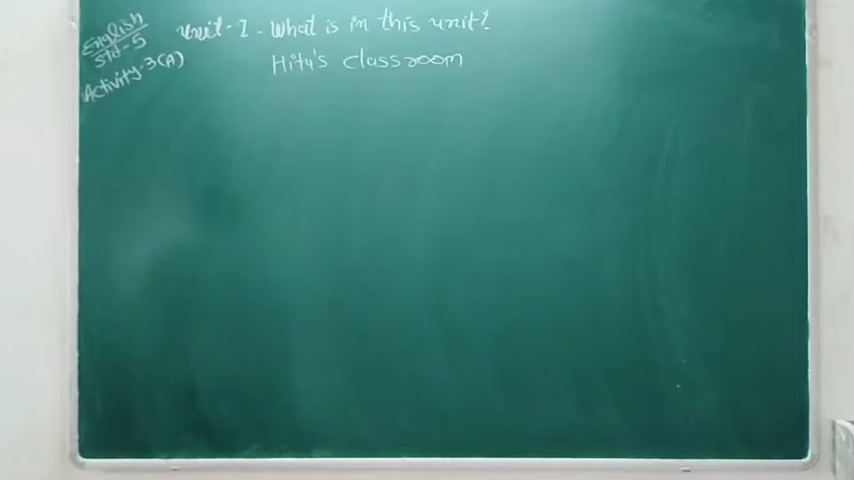 English
Std-5
Activity-3(A)
Unit-1 - What is in this unit?
Hitu's classroom